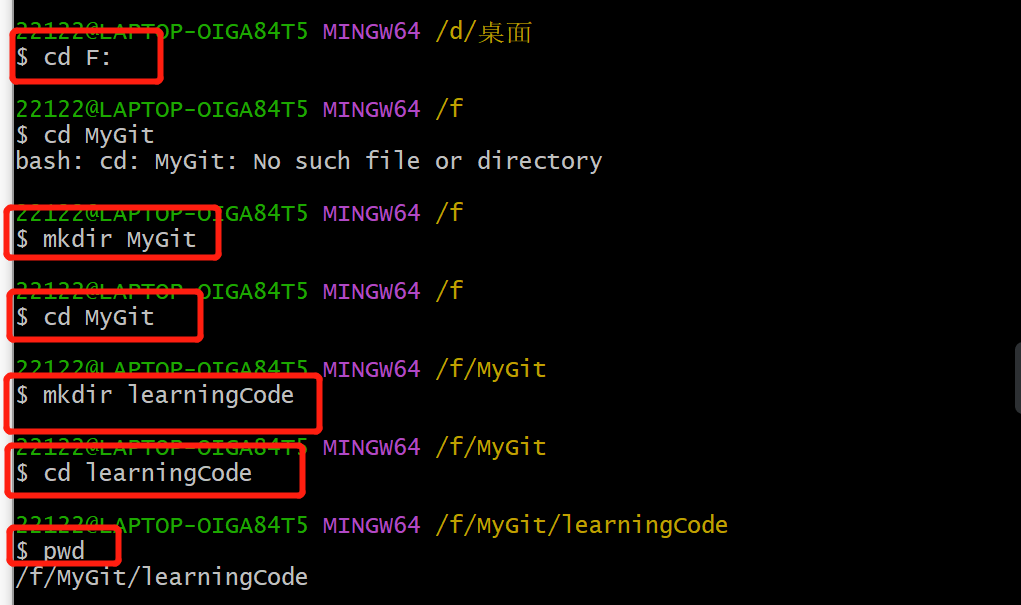 22122@LAPTOP-OIGA84T5 MINGW64 /d/桌面
$ cd F:
22122@LAPTOP-OIGA84T5 MINGW64 /f
$ cd MyGit
bash: cd: MyGit: No such file or directory
22122@LAPTOP-OIGA84T5 MINGW64 /f
$ mkdir MyGit
22122@LAPTOP-OIGA84T5 MINGW64 /f
$ cd MyGit
22122@LAPTOP-OIGA84T5 MINGW64 /f/MyGit
$ mkdir learningCode
22122@LAPTOP-OIGA84T5 MINGW64 /f/MyGit
$ cd learningCode
22122@LAPTOP-OIGA84T5 MINGW64 /f/MyGit/learningCode
$ pwd
/f/MyGit/learningCode